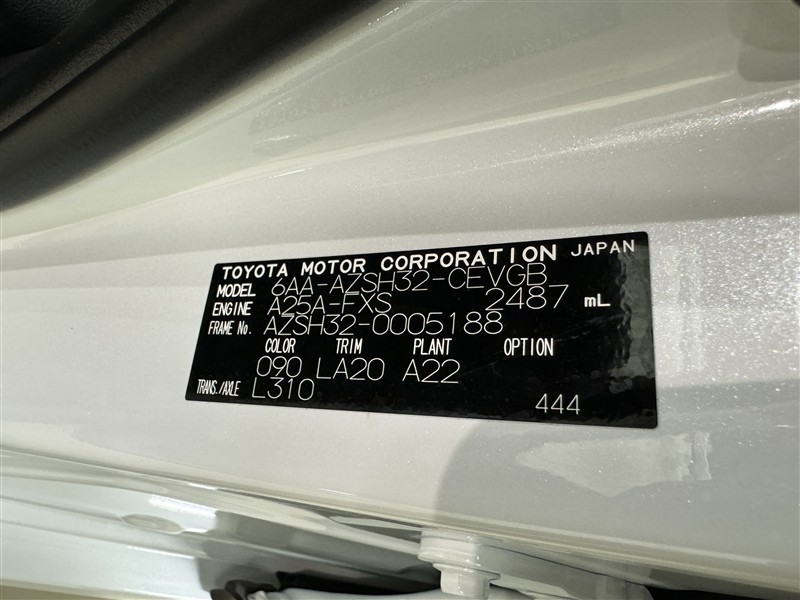 TOYOTA MOTOR CORPORATION JAPAN
MODEL 6AA-AZSH32-CEVGB
ENGINE A25A-FXS 2487 mL
FRAME No. AZSH32-0005188
COLOR TRIM PLANT OPTION
090 LA20 A22
TRANS./AXLE L310
444